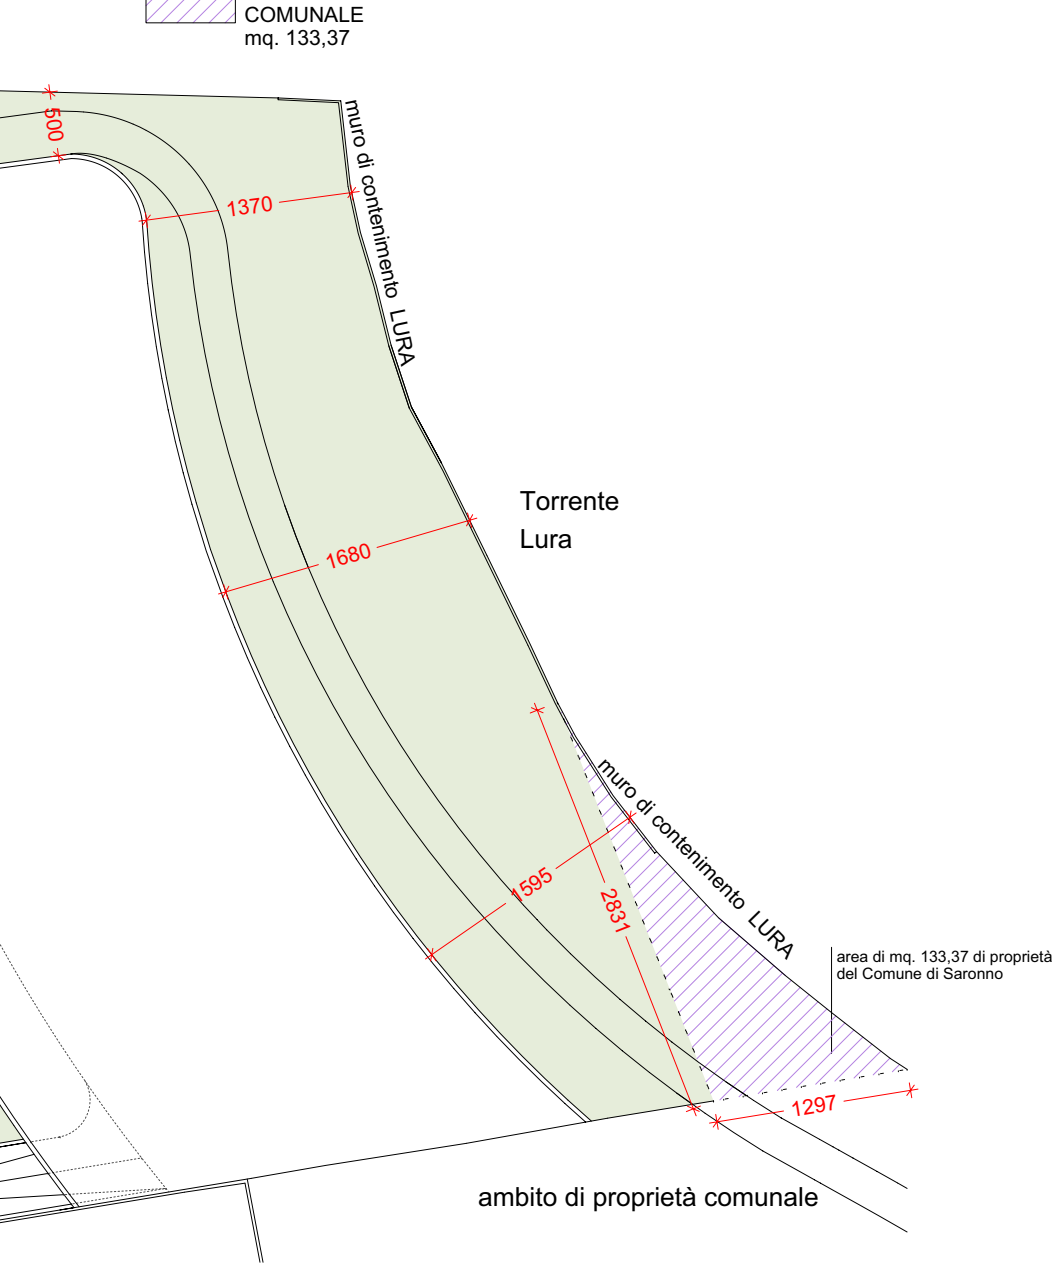 COMUNALE
mq. 133,37
500
1370
muro di contenimento LURA
Torrente
Lura
1680
muro di contenimento LURA
1595
2831
area di mq. 133,37 di proprietà
del Comune di Saronno
1297
ambito di proprietà comunale